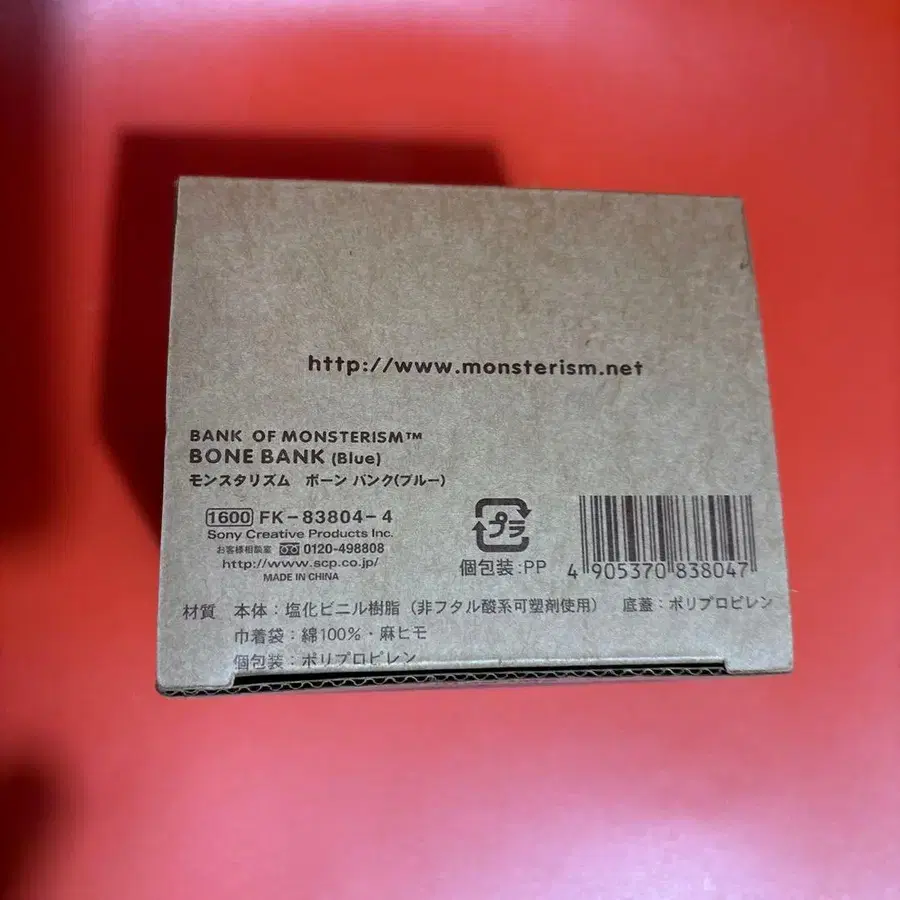 http://www.monsterism.net
BANK OF MONSTERISM™
BONE BANK (Blue)
モンスタリズム ボーン バンク(ブルー)
1600 FK-83804-4
Sony Creative Products Inc.
お客様相談室 0120-498808
http://www.scp.co.jp/
MADE IN CHINA
プラ
個包装:PP
4 905370 838047
材質 本体:塩化ビニル樹脂(非フタル酸系可塑剤使用) 底蓋:ポリプロピレン
巾着袋:綿100%・麻ヒモ
個包装:ポリプロピレン